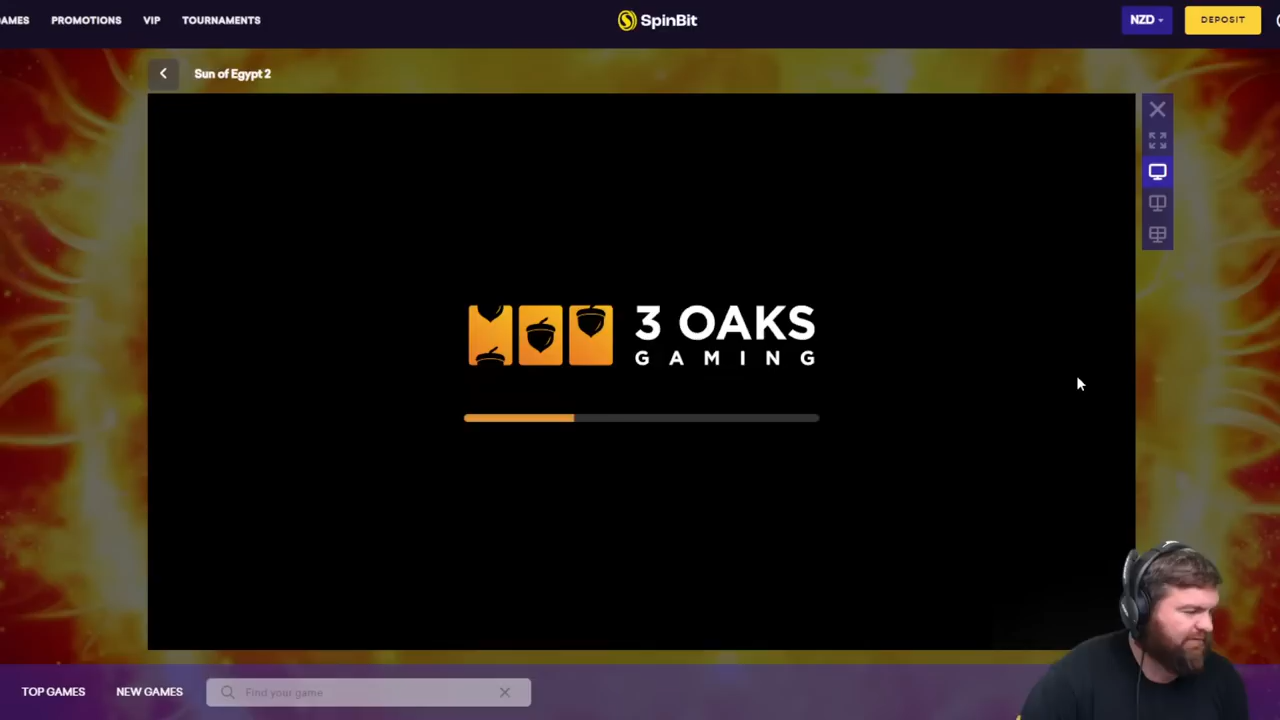 AMES PROMOTIONS VIP TOURNAMENTS SpinBit NZD DEPOSIT
Sun of Egypt 2
3 OAKS
GAMING
TOP GAMES NEW GAMES Find your game